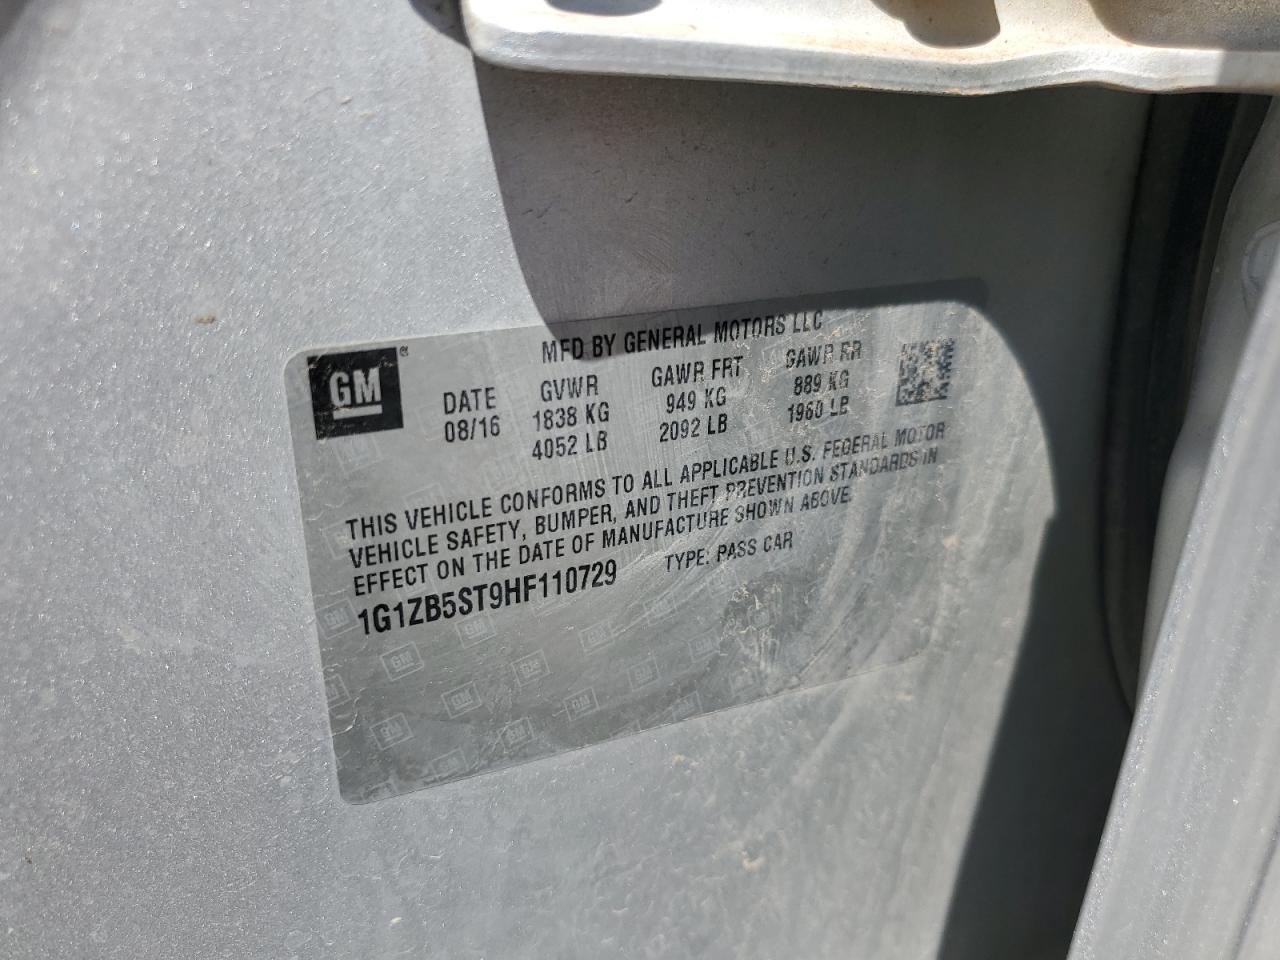 GM
MFD BY GENERAL MOTORS LLC
DATE GVWR GAWR FRT GAWR RR
08/16 1838 KG 949 KG 889 KG
4052 LB 2092 LB 1960 LB
THIS VEHICLE CONFORMS TO ALL APPLICABLE U.S. FEDERAL MOTOR
VEHICLE SAFETY, BUMPER, AND THEFT PREVENTION STANDARDS IN
EFFECT ON THE DATE OF MANUFACTURE SHOWN ABOVE.
1G1ZB5ST9HF110729 TYPE: PASS CAR